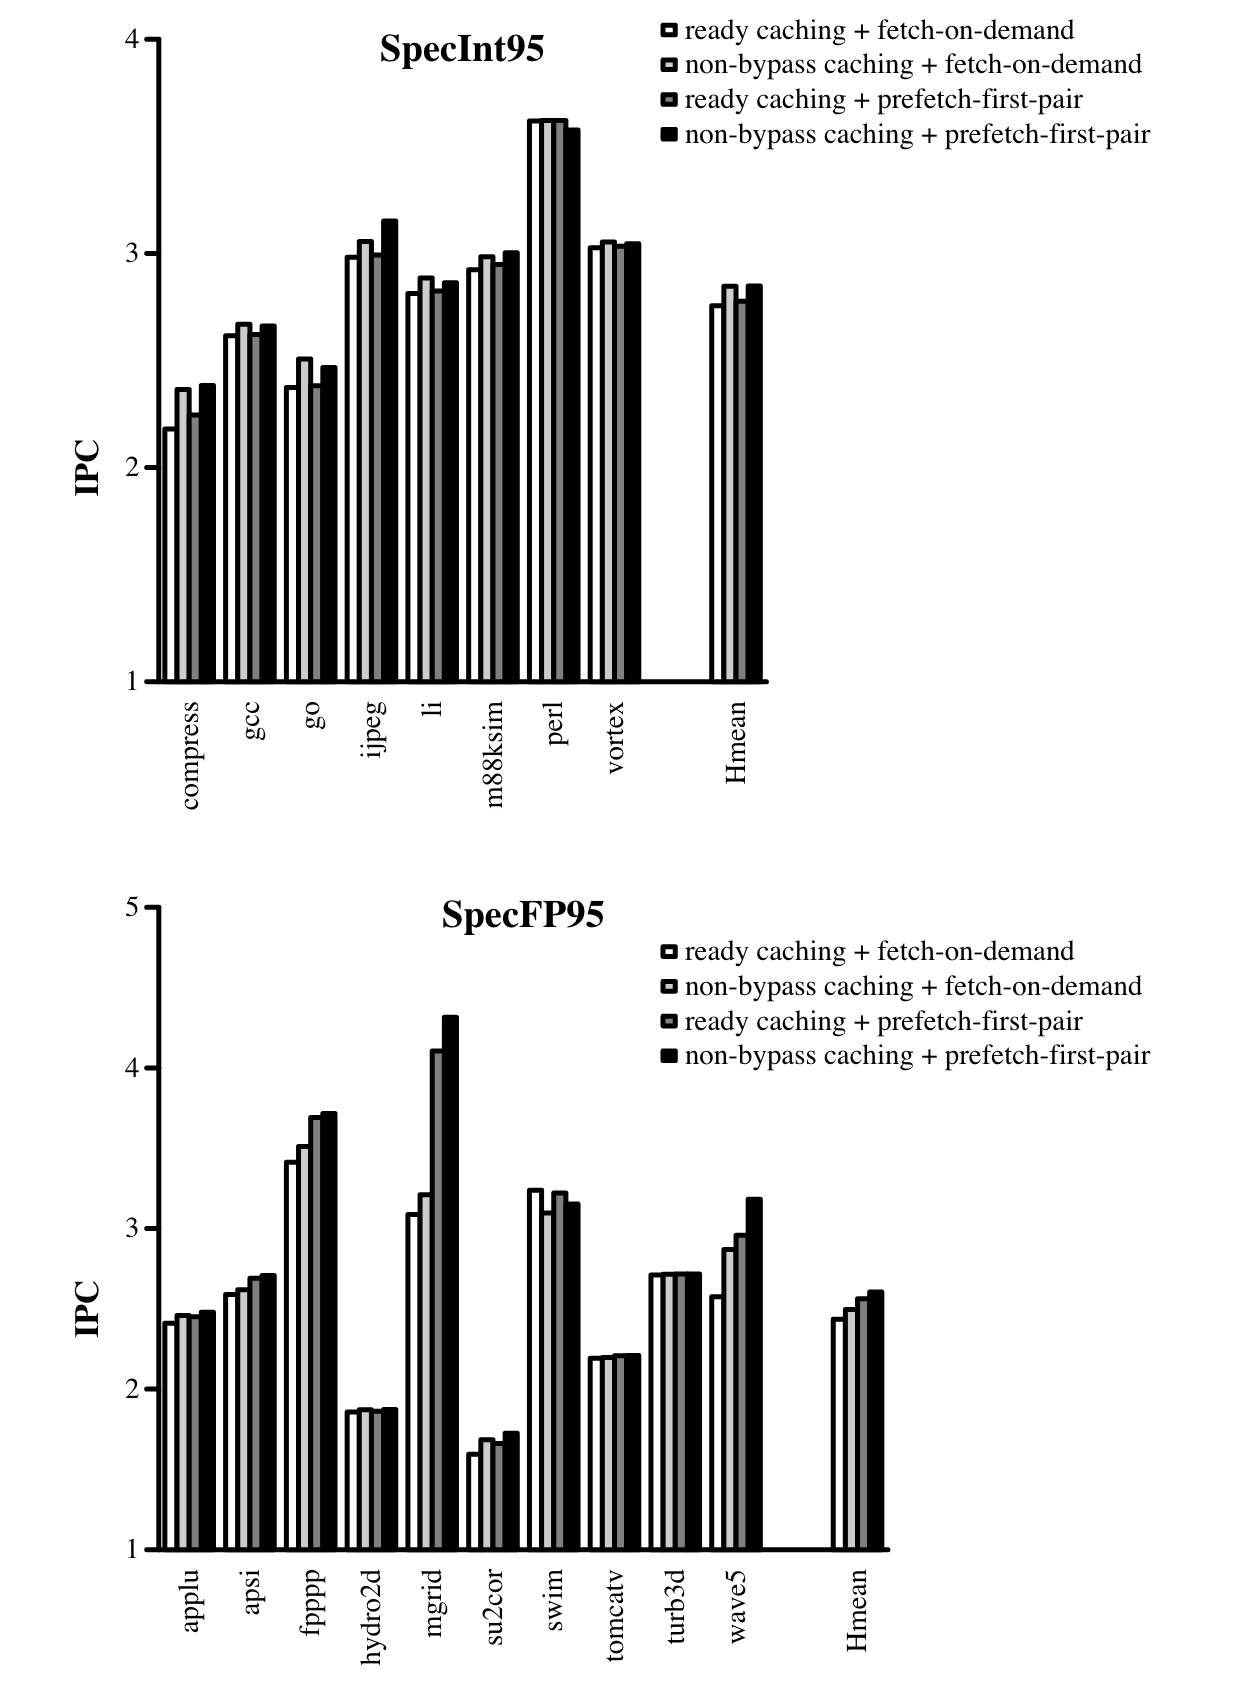 SpecInt95
ready caching + fetch-on-demand
non-bypass caching + fetch-on-demand
ready caching + prefetch-first-pair
non-bypass caching + prefetch-first-pair
4
3
2
1
IPC
compress
gcc
go
ijpeg
li
m88ksim
perl
vortex
Hmean
SpecFP95
ready caching + fetch-on-demand
non-bypass caching + fetch-on-demand
ready caching + prefetch-first-pair
non-bypass caching + prefetch-first-pair
5
4
3
2
1
IPC
applu
apsi
fpppp
hydro2d
mgrid
su2cor
swim
tomcatv
turb3d
wave5
Hmean